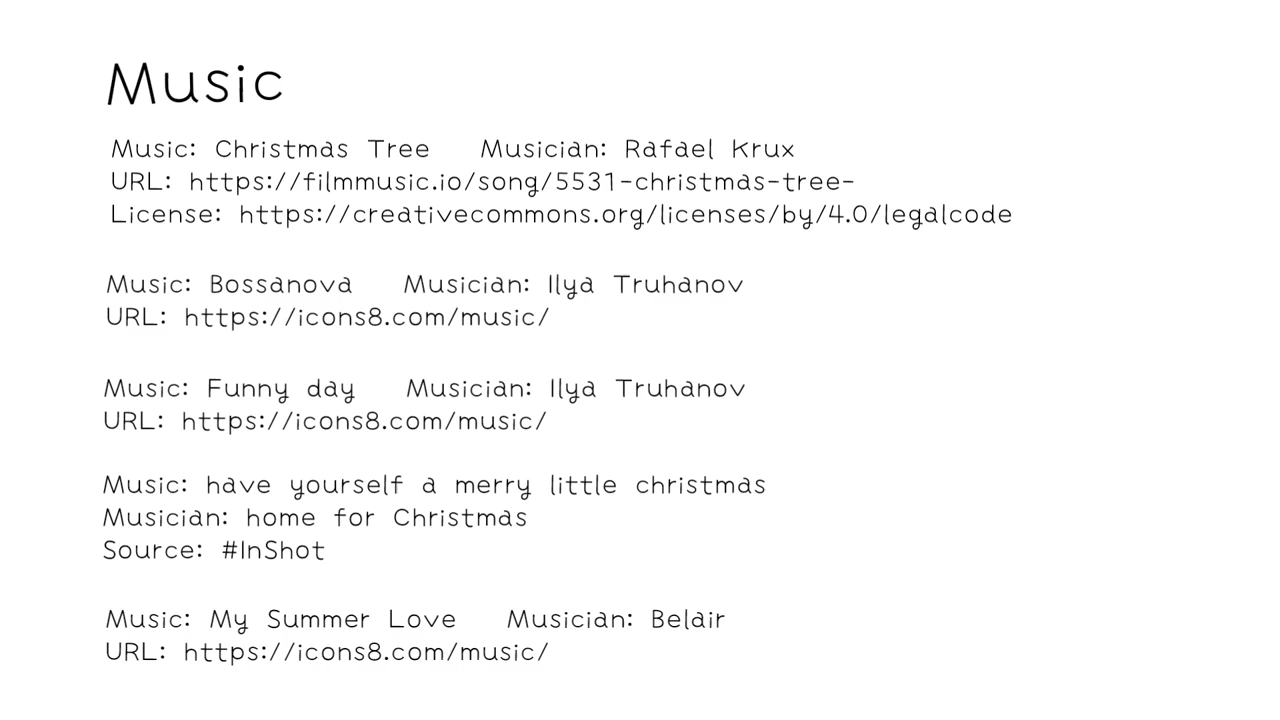 Music
Music: Christmas Tree Musician: Rafael Krux
URL: https://filmmusic.io/song/5531-christmas-tree-
License: https://creativecommons.org/licenses/by/4.0/legalcode
Music: Bossanova Musician: Ilya Truhanov
URL: https://icons8.com/music/
Music: Funny day Musician: Ilya Truhanov
URL: https://icons8.com/music/
Music: have yourself a merry little christmas
Musician: home for Christmas
Source: #InShot
Music: My Summer Love Musician: Belair
URL: https://icons8.com/music/